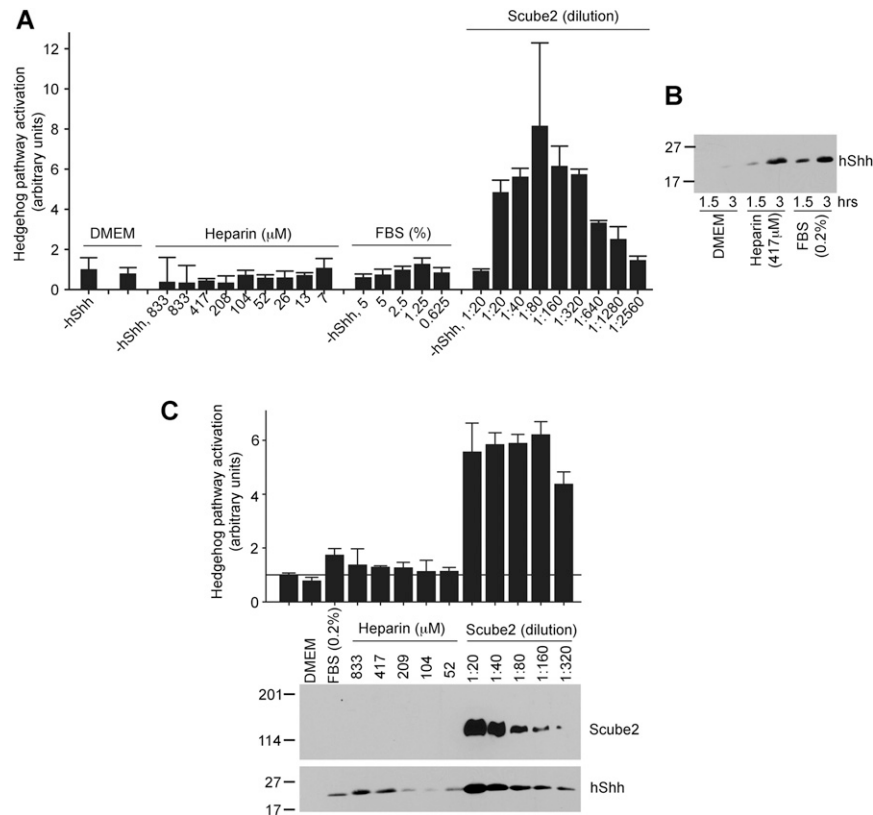 A
Scube2 (dilution)
Hedgehog pathway activation
(arbitrary units)
12
10
8
6
4
2
0
DMEM
Heparin (μM)
FBS (%)
-hShh
-hShh, 833
833
417
208
104
52
26
13
7
-hShh, 5
5
2.5
1.25
0.625
-hShh, 1:20
1:20
1:40
1:80
1:160
1:320
1:640
1:1280
1:2560
B
27
17
hShh
1.5 3 1.5 3 1.5 3 hrs
DMEM
Heparin
(417μM)
FBS
(0.2%)
C
Hedgehog pathway activation
(arbitrary units)
6
4
2
0
DMEM
FBS (0.2%)
Heparin (μM)
833
417
209
104
52
Scube2 (dilution)
1:20
1:40
1:80
1:160
1:320
201
114
Scube2
27
17
hShh